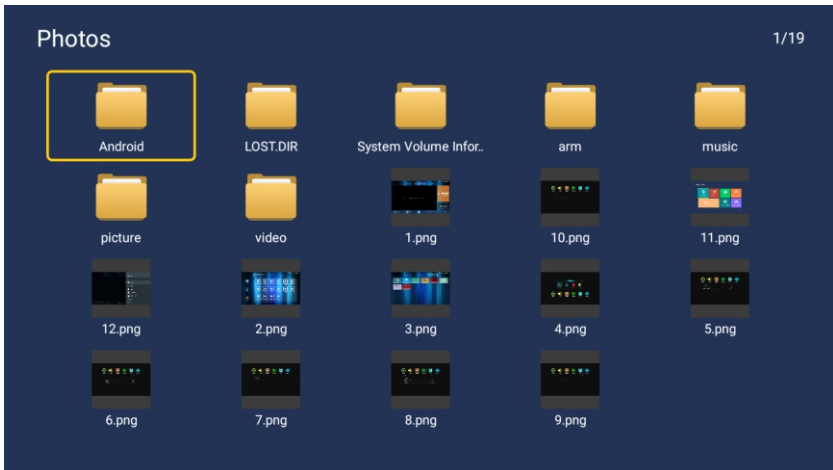 Photos
1/19
Android
LOST.DIR
System Volume Infor..
arm
music
picture
video
1.png
10.png
11.png
12.png
2.png
3.png
4.png
5.png
6.png
7.png
8.png
9.png